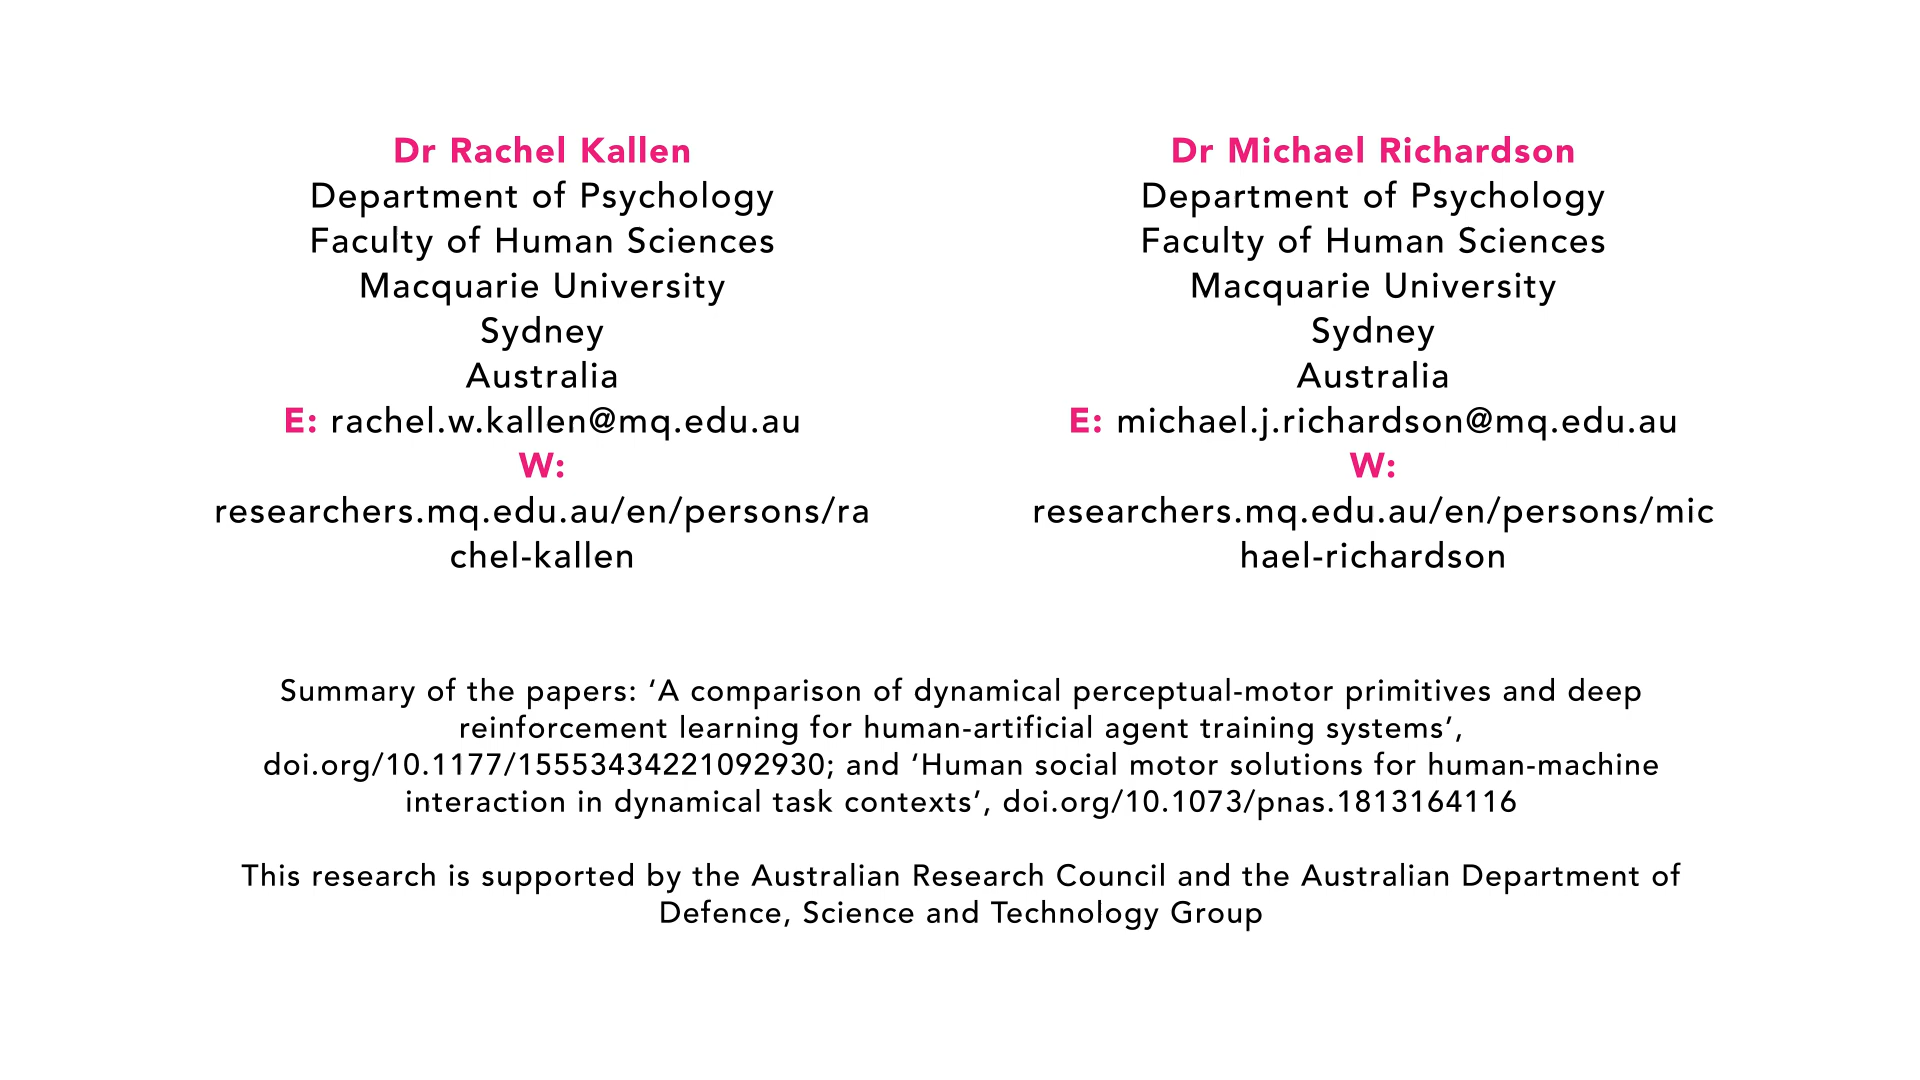 Dr Rachel Kallen
Department of Psychology
Faculty of Human Sciences
Macquarie University
Sydney
Australia
E: rachel.w.kallen@mq.edu.au
W:
researchers.mq.edu.au/en/persons/ra
chel-kallen
Dr Michael Richardson
Department of Psychology
Faculty of Human Sciences
Macquarie University
Sydney
Australia
E: michael.j.richardson@mq.edu.au
W:
researchers.mq.edu.au/en/persons/mic
hael-richardson
Summary of the papers: ‘A comparison of dynamical perceptual-motor primitives and deep
reinforcement learning for human-artificial agent training systems’,
doi.org/10.1177/15553434221092930; and ‘Human social motor solutions for human-machine
interaction in dynamical task contexts’, doi.org/10.1073/pnas.1813164116
This research is supported by the Australian Research Council and the Australian Department of
Defence, Science and Technology Group